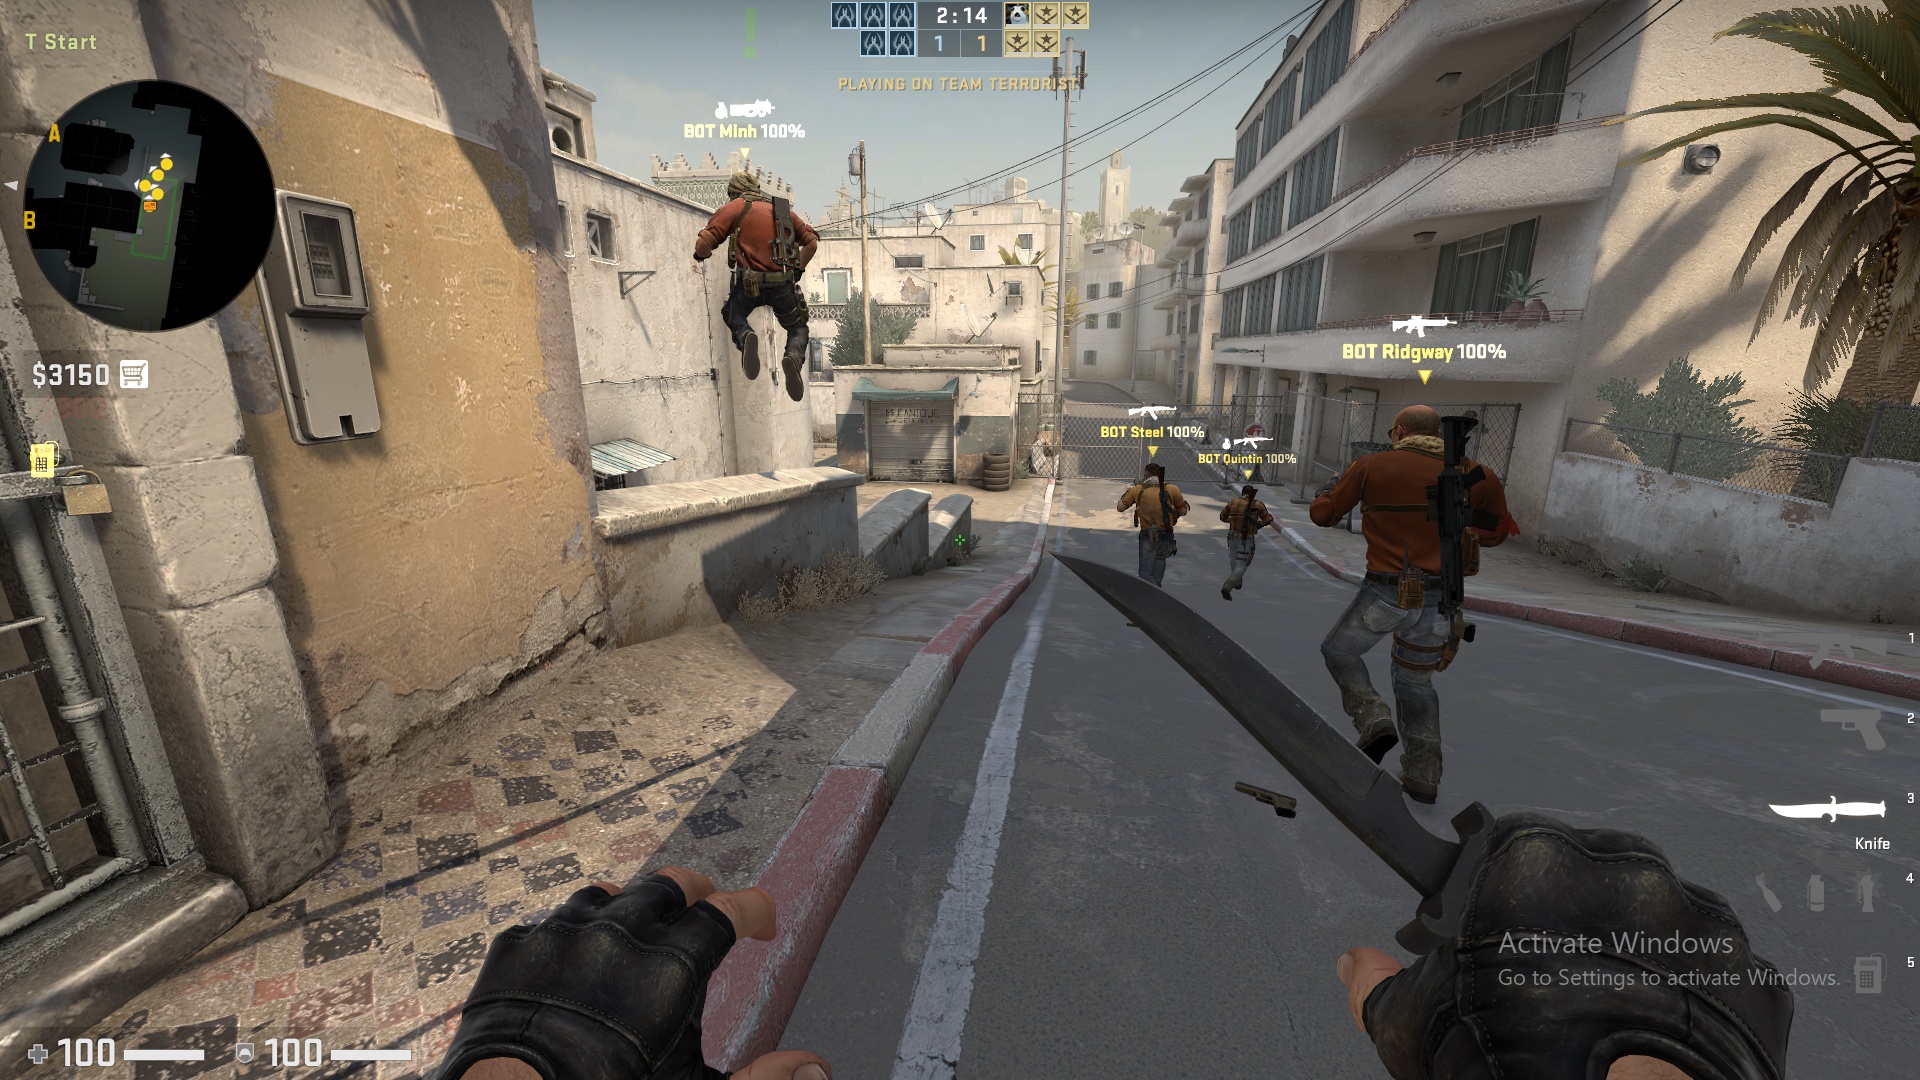 T Start
2:14
1 1
PLAYING ON TEAM TERRORIST
A
B
BOT Minh 100%
BOT Ridgway 100%
BOT Steel 100%
BOT Quintin 100%
$3150
MECANIQUE
1
2
3
Knife
4
5
Activate Windows
Go to Settings to activate Windows.
100
100